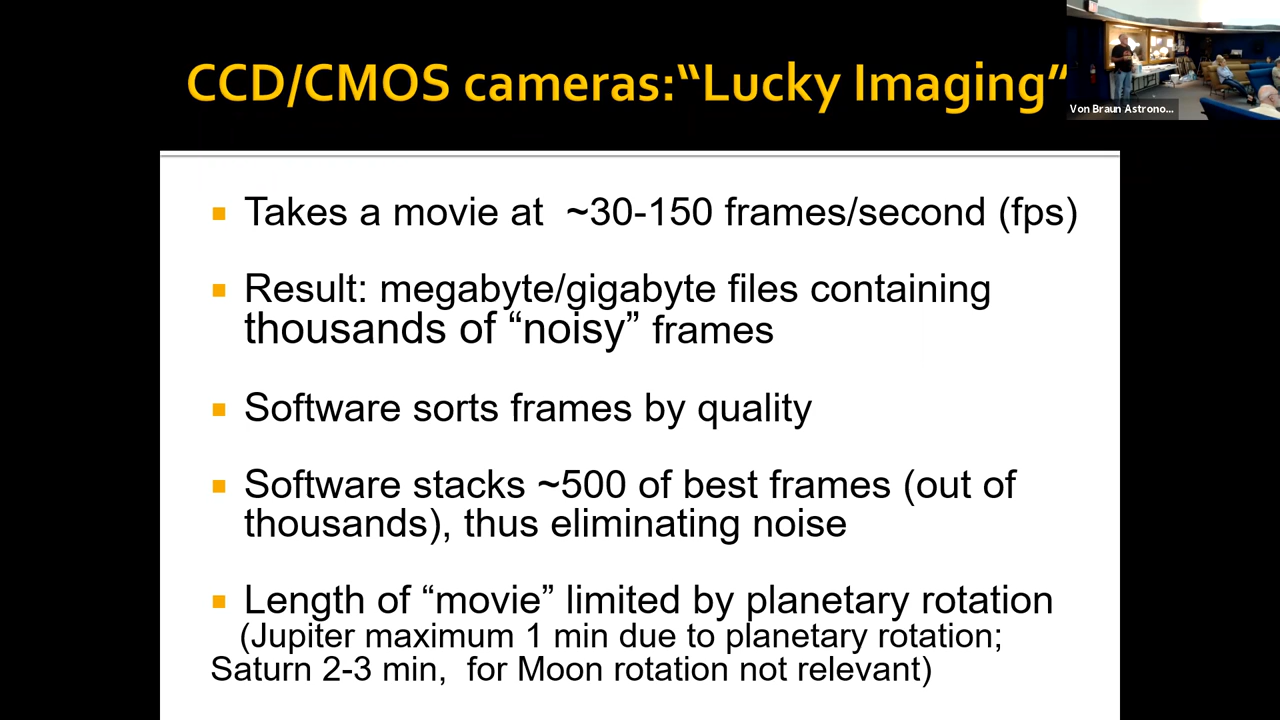 CCD/CMOS cameras:“Lucky Imaging“
Von Braun Astrono...
Takes a movie at  ~30-150 frames/second (fps)
Result: megabyte/gigabyte files containing
thousands of “noisy” frames
Software sorts frames by quality
Software stacks ~500 of best frames (out of
thousands), thus eliminating noise
Length of “movie” limited by planetary rotation
(Jupiter maximum 1 min due to planetary rotation;
Saturn 2-3 min,  for Moon rotation not relevant)